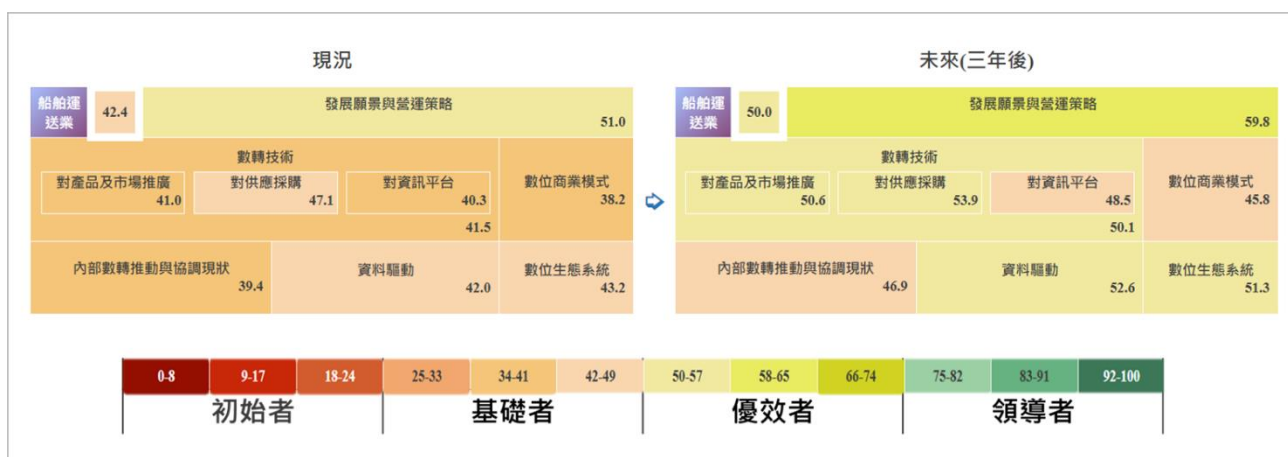 現況
船舶運
送業
42.4
發展願景與營運策略
51.0
數轉技術
對產品及市場推廣
41.0
對供應採購
47.1
對資訊平台
40.3
41.5
數位商業模式
38.2
內部數轉推動與協調現狀
39.4
資料驅動
42.0
數位生態系統
43.2
未來(三年後)
船舶運
送業
50.0
發展願景與營運策略
59.8
數轉技術
對產品及市場推廣
50.6
對供應採購
53.9
對資訊平台
48.5
50.1
數位商業模式
45.8
內部數轉推動與協調現狀
46.9
資料驅動
52.6
數位生態系統
51.3
0-8 9-17 18-24 25-33 34-41 42-49 50-57 58-65 66-74 75-82 83-91 92-100
初始者 基礎者 優效者 領導者